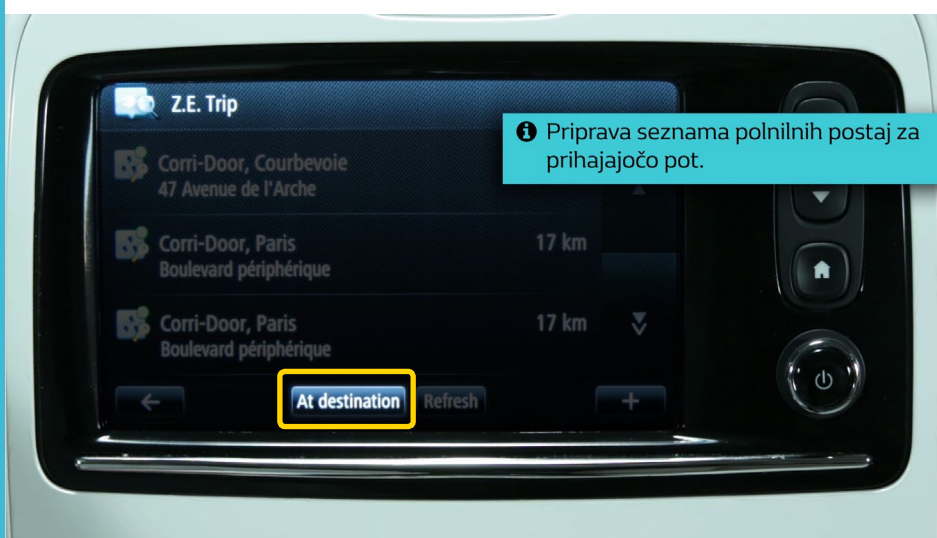 Z.E. Trip
Priprava seznama polnilnih postaj za
prihajajočo pot.
Corri-Door, Courbevoie
47 Avenue de l'Arche
Corri-Door, Paris
17 km
Boulevard périphérique
Corri-Door, Paris
17 km
Boulevard périphérique
At destination
Refresh